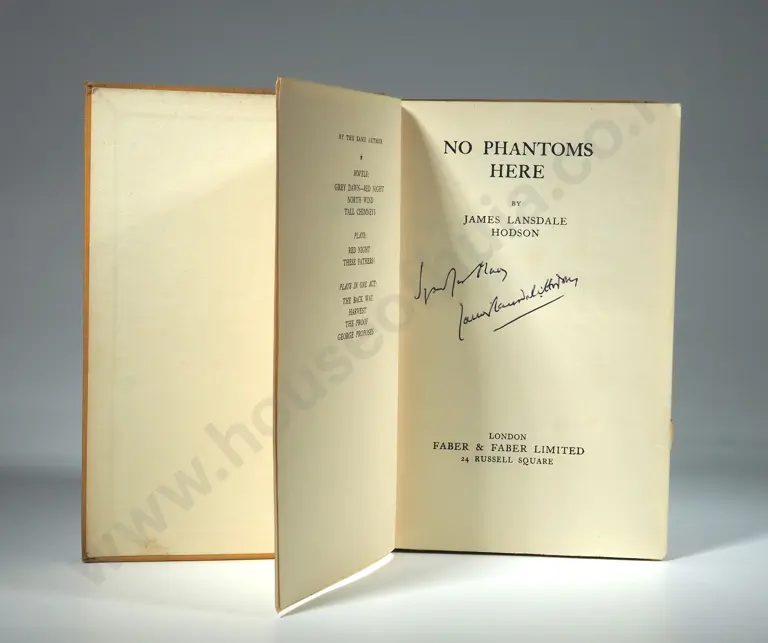 BY THE SAME AUTHOR
NOVELS:
GREY DAWN—RED NIGHT
NORTH WIND
TALL CHIMNEYS
PLAYS:
RED NIGHT
THESE FATHERS!
PLAYS IN ONE ACT:
THE BACK WAY
HARVEST
THE PROOF
GEORGE PROPOSES
NO PHANTOMS
HERE
BY
JAMES LANSDALE
HODSON
James Lansdale Hodson
LONDON
FABER & FABER LIMITED
24 RUSSELL SQUARE